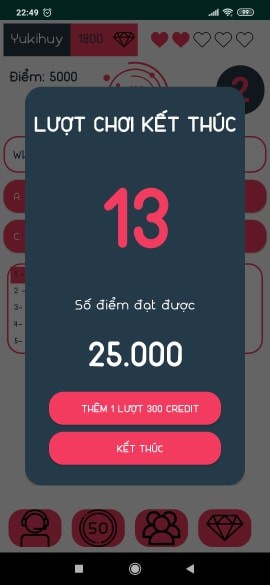 22:49
99
Yukihuy 1800
Điểm: 5000
2
LƯỢT CHƠI KẾT THÚC
13
Số điểm đạt được
25.000
THÊM 1 LƯỢT 300 CREDIT
KẾT THÚC
A
C
1 -
2 -
3 -
4-
5-
50